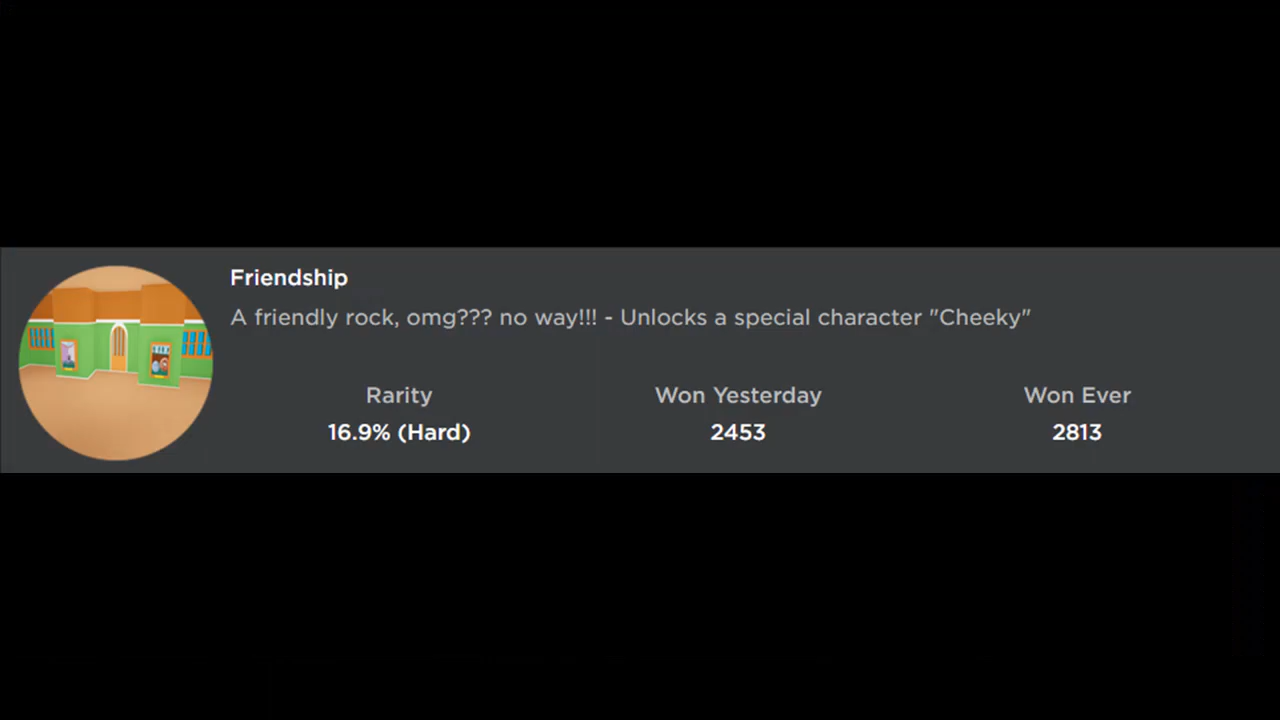 Friendship
A friendly rock, omg??? no way!!! - Unlocks a special character "Cheeky"
Rarity Won Yesterday Won Ever
16.9% (Hard) 2453 2813